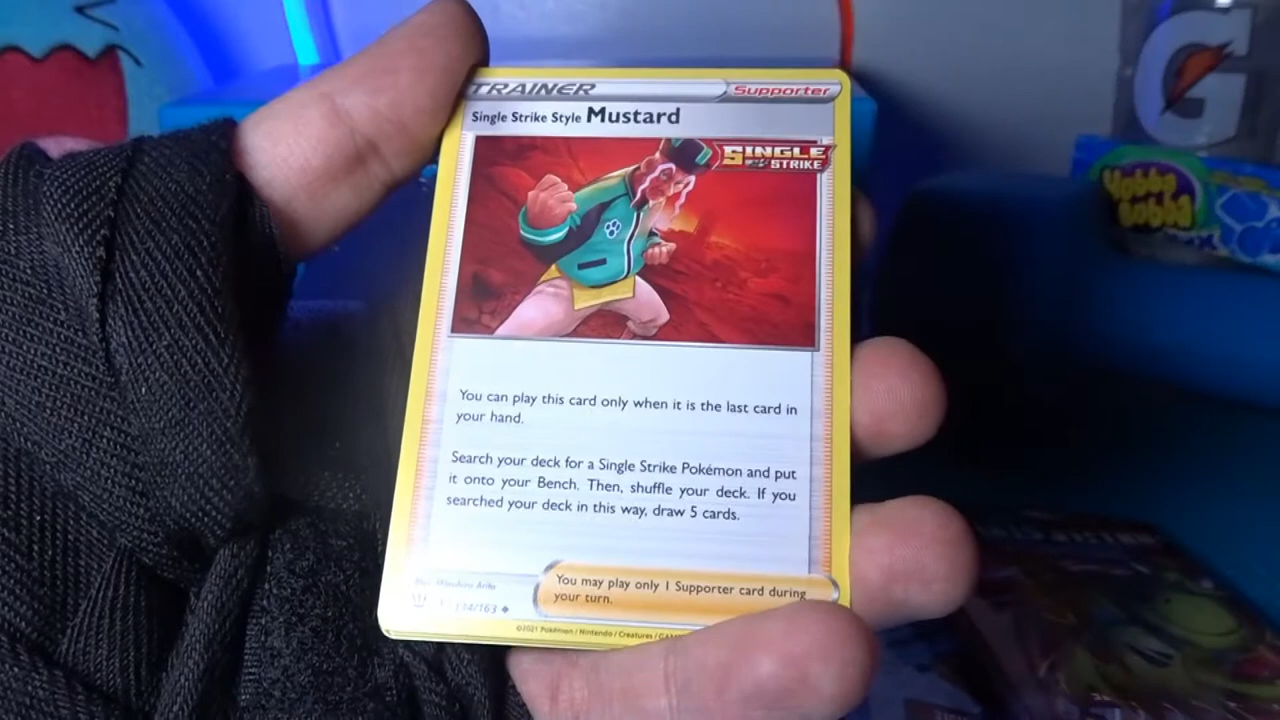 TRAINER
Supporter
Single Strike Style Mustard
SINGLE
STRIKE
You can play this card only when it is the last card in
your hand.
Search your deck for a Single Strike Pokémon and put
it onto your Bench. Then, shuffle your deck. If you
searched your deck in this way, draw 5 cards.
You may play only 1 Supporter card during
your turn.
134/163
©2021 Pokémon / Nintendo / Creatures /
G
Hubba
Bubba